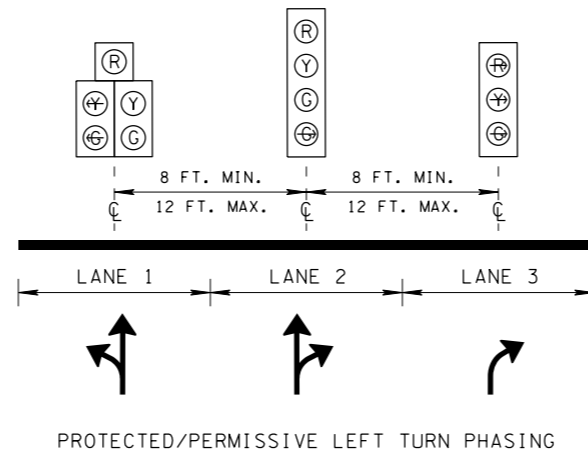 R
R
Y
R
Y Y
G
Y
G G
G
G
8 FT. MIN. 8 FT. MIN.
℄ 12 FT. MAX. ℄ 12 FT. MAX. ℄
LANE 1 LANE 2 LANE 3
PROTECTED/PERMISSIVE LEFT TURN PHASING